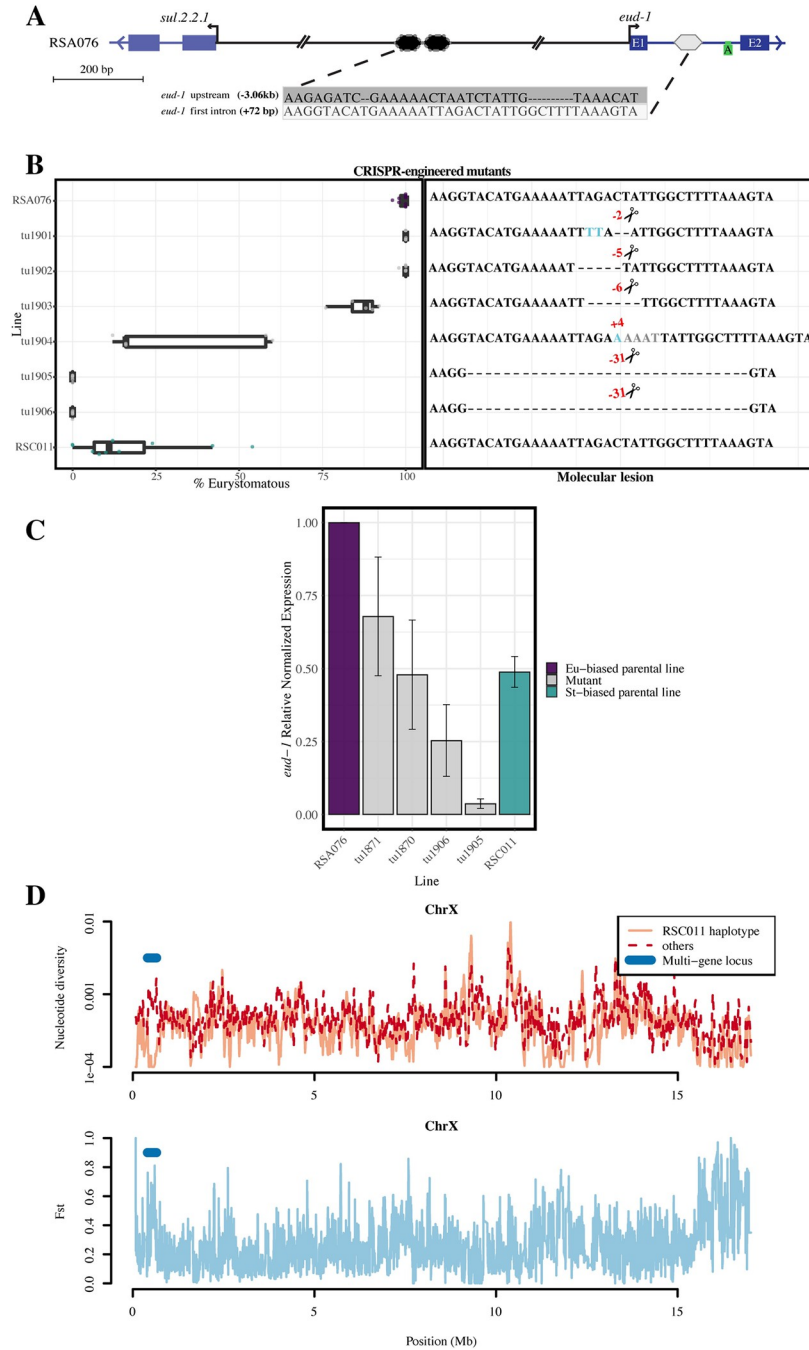 A
sul.2.2.1
eud-1
RSA076
E1
A
E2
200 bp
eud-1 upstream (-3.06kb)
AAGAGATC--GAAAAACTAATCTATTG----------TAAACAT
eud-1 first intron (+72 bp)
AAGGTACATGAAAAATTAGACTATTGGCTTTTAAAGTA
B
CRISPR-engineered mutants
RSA076
AAGGTACATGAAAAATTAGACTATTGGCTTTTAAAGTA
-2
tu1901
AAGGTACATGAAAAATTTTA--ATTGGCTTTTAAAGTA
-5
tu1902
AAGGTACATGAAAAAT-----TATTGGCTTTTAAAGTA
-6
tu1903
AAGGTACATGAAAAATT------TTGGCTTTTAAAGTA
+4
tu1904
AAGGTACATGAAAAATTAGAAAAATTATTGGCTTTTAAAGTA
-31
tu1905
AAGG-------------------------------GTA
-31
tu1906
AAGG-------------------------------GTA
RSC011
AAGGTACATGAAAAATTAGACTATTGGCTTTTAAAGTA
Line
0
25
50
75
100
% Eurystomatous
Molecular lesion
C
1.00
0.75
0.50
0.25
0.00
eud-1 Relative Normalized Expression
RSA076
tu1871
tu1870
tu1906
tu1905
RSC011
Line
Eu-biased parental line
Mutant
St-biased parental line
D
ChrX
0.01
0.001
1e-04
Nucleotide diversity
RSC011 haplotype
others
Multi-gene locus
0
5
10
15
ChrX
1.0
0.8
0.6
0.4
0.2
0.0
Fst
0
5
10
15
Position (Mb)